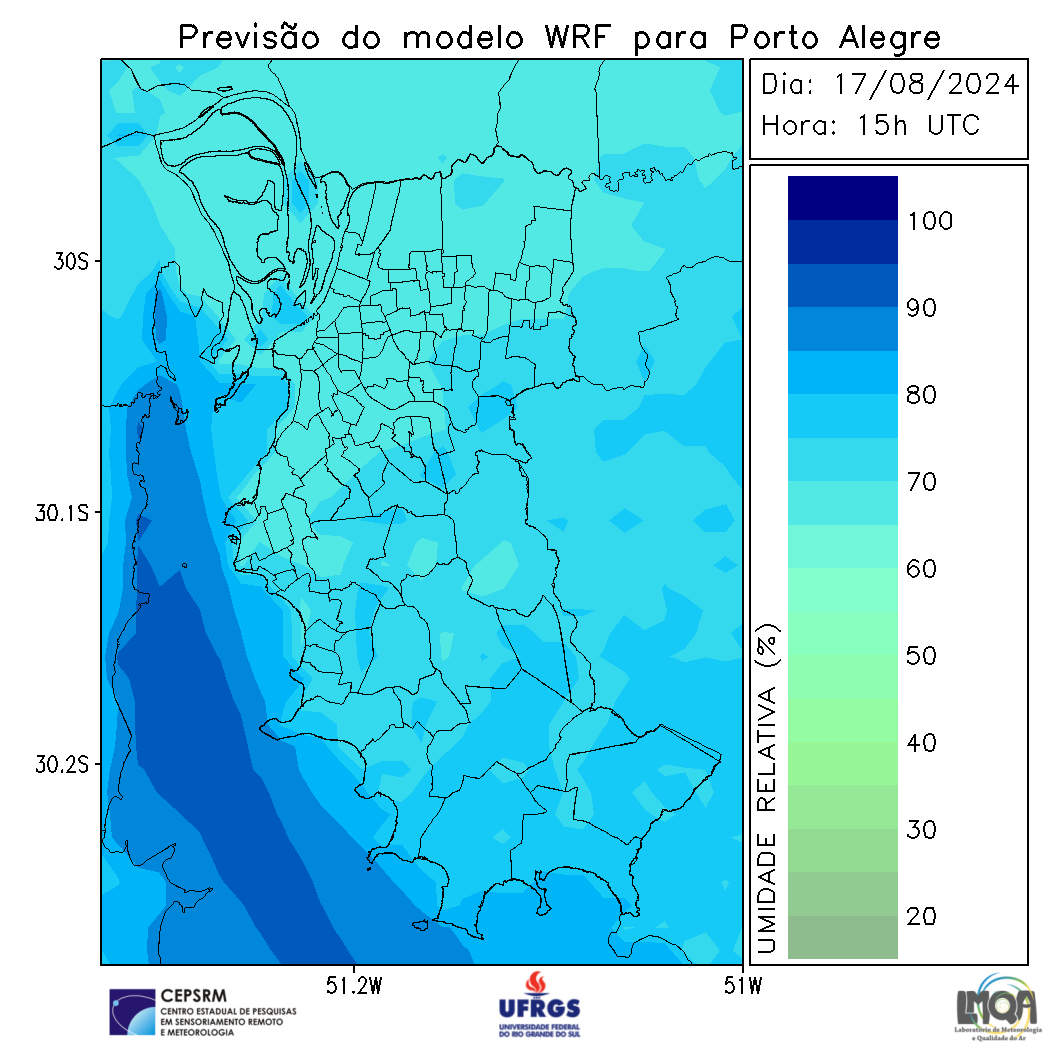 Previsão do modelo WRF para Porto Alegre
Dia: 17/08/2024
Hora: 15h UTC
100
90
80
70
60
50
40
30
20
UMIDADE RELATIVA (%)
30S
30.1S
30.2S
51.2W
51W
CEPSRM
CENTRO ESTADUAL DE PESQUISAS
EM SENSORIAMENTO REMOTO
E METEOROLOGIA
UFRGS
UNIVERSIDADE FEDERAL
DO RIO GRANDE DO SUL
LMQA
Laboratório de Meteorologia
e Qualidade do Ar